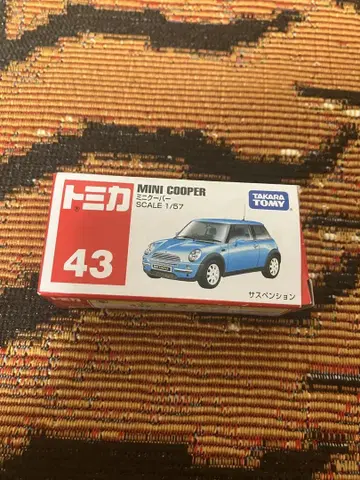 トミカ
MINI COOPER
ミニクーパー
SCALE 1/57
TAKARA
TOMY
43
サスペンション